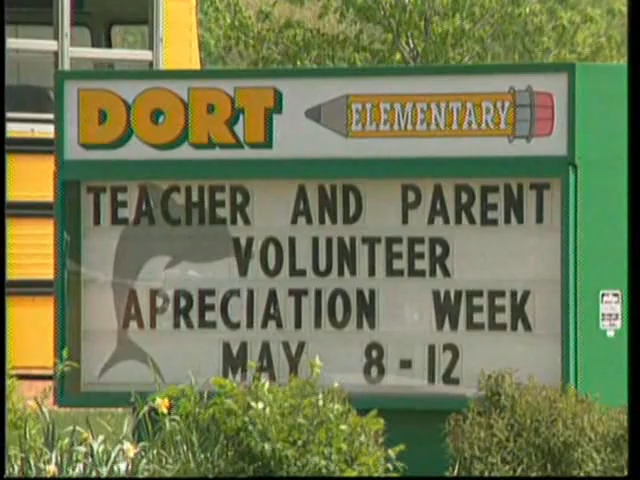 DORT ELEMENTARY
TEACHER AND PARENT
VOLUNTEER
APRECIATION WEEK
MAY 8-12